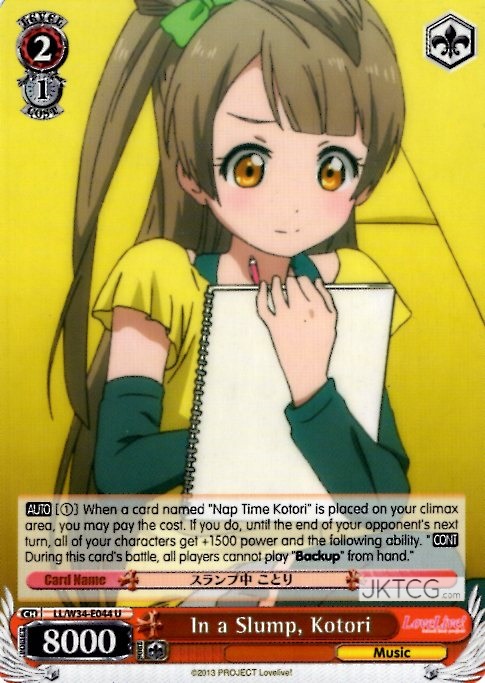 LEVEL
2
1
COST
AUTO [①] When a card named "Nap Time Kotori" is placed on your climax
area, you may pay the cost. If you do, until the end of your opponent's next
turn, all of your characters get +1500 power and the following ability. "CONT
During this card's battle, all players cannot play "Backup" from hand."
Card Name スランプ中 ことり
JKTCG.com
CH LL/W34-E044 U
POWER 8000 SOUL
In a Slump, Kotori
LoveLive!
Music
©2013 PROJECT Lovelive!